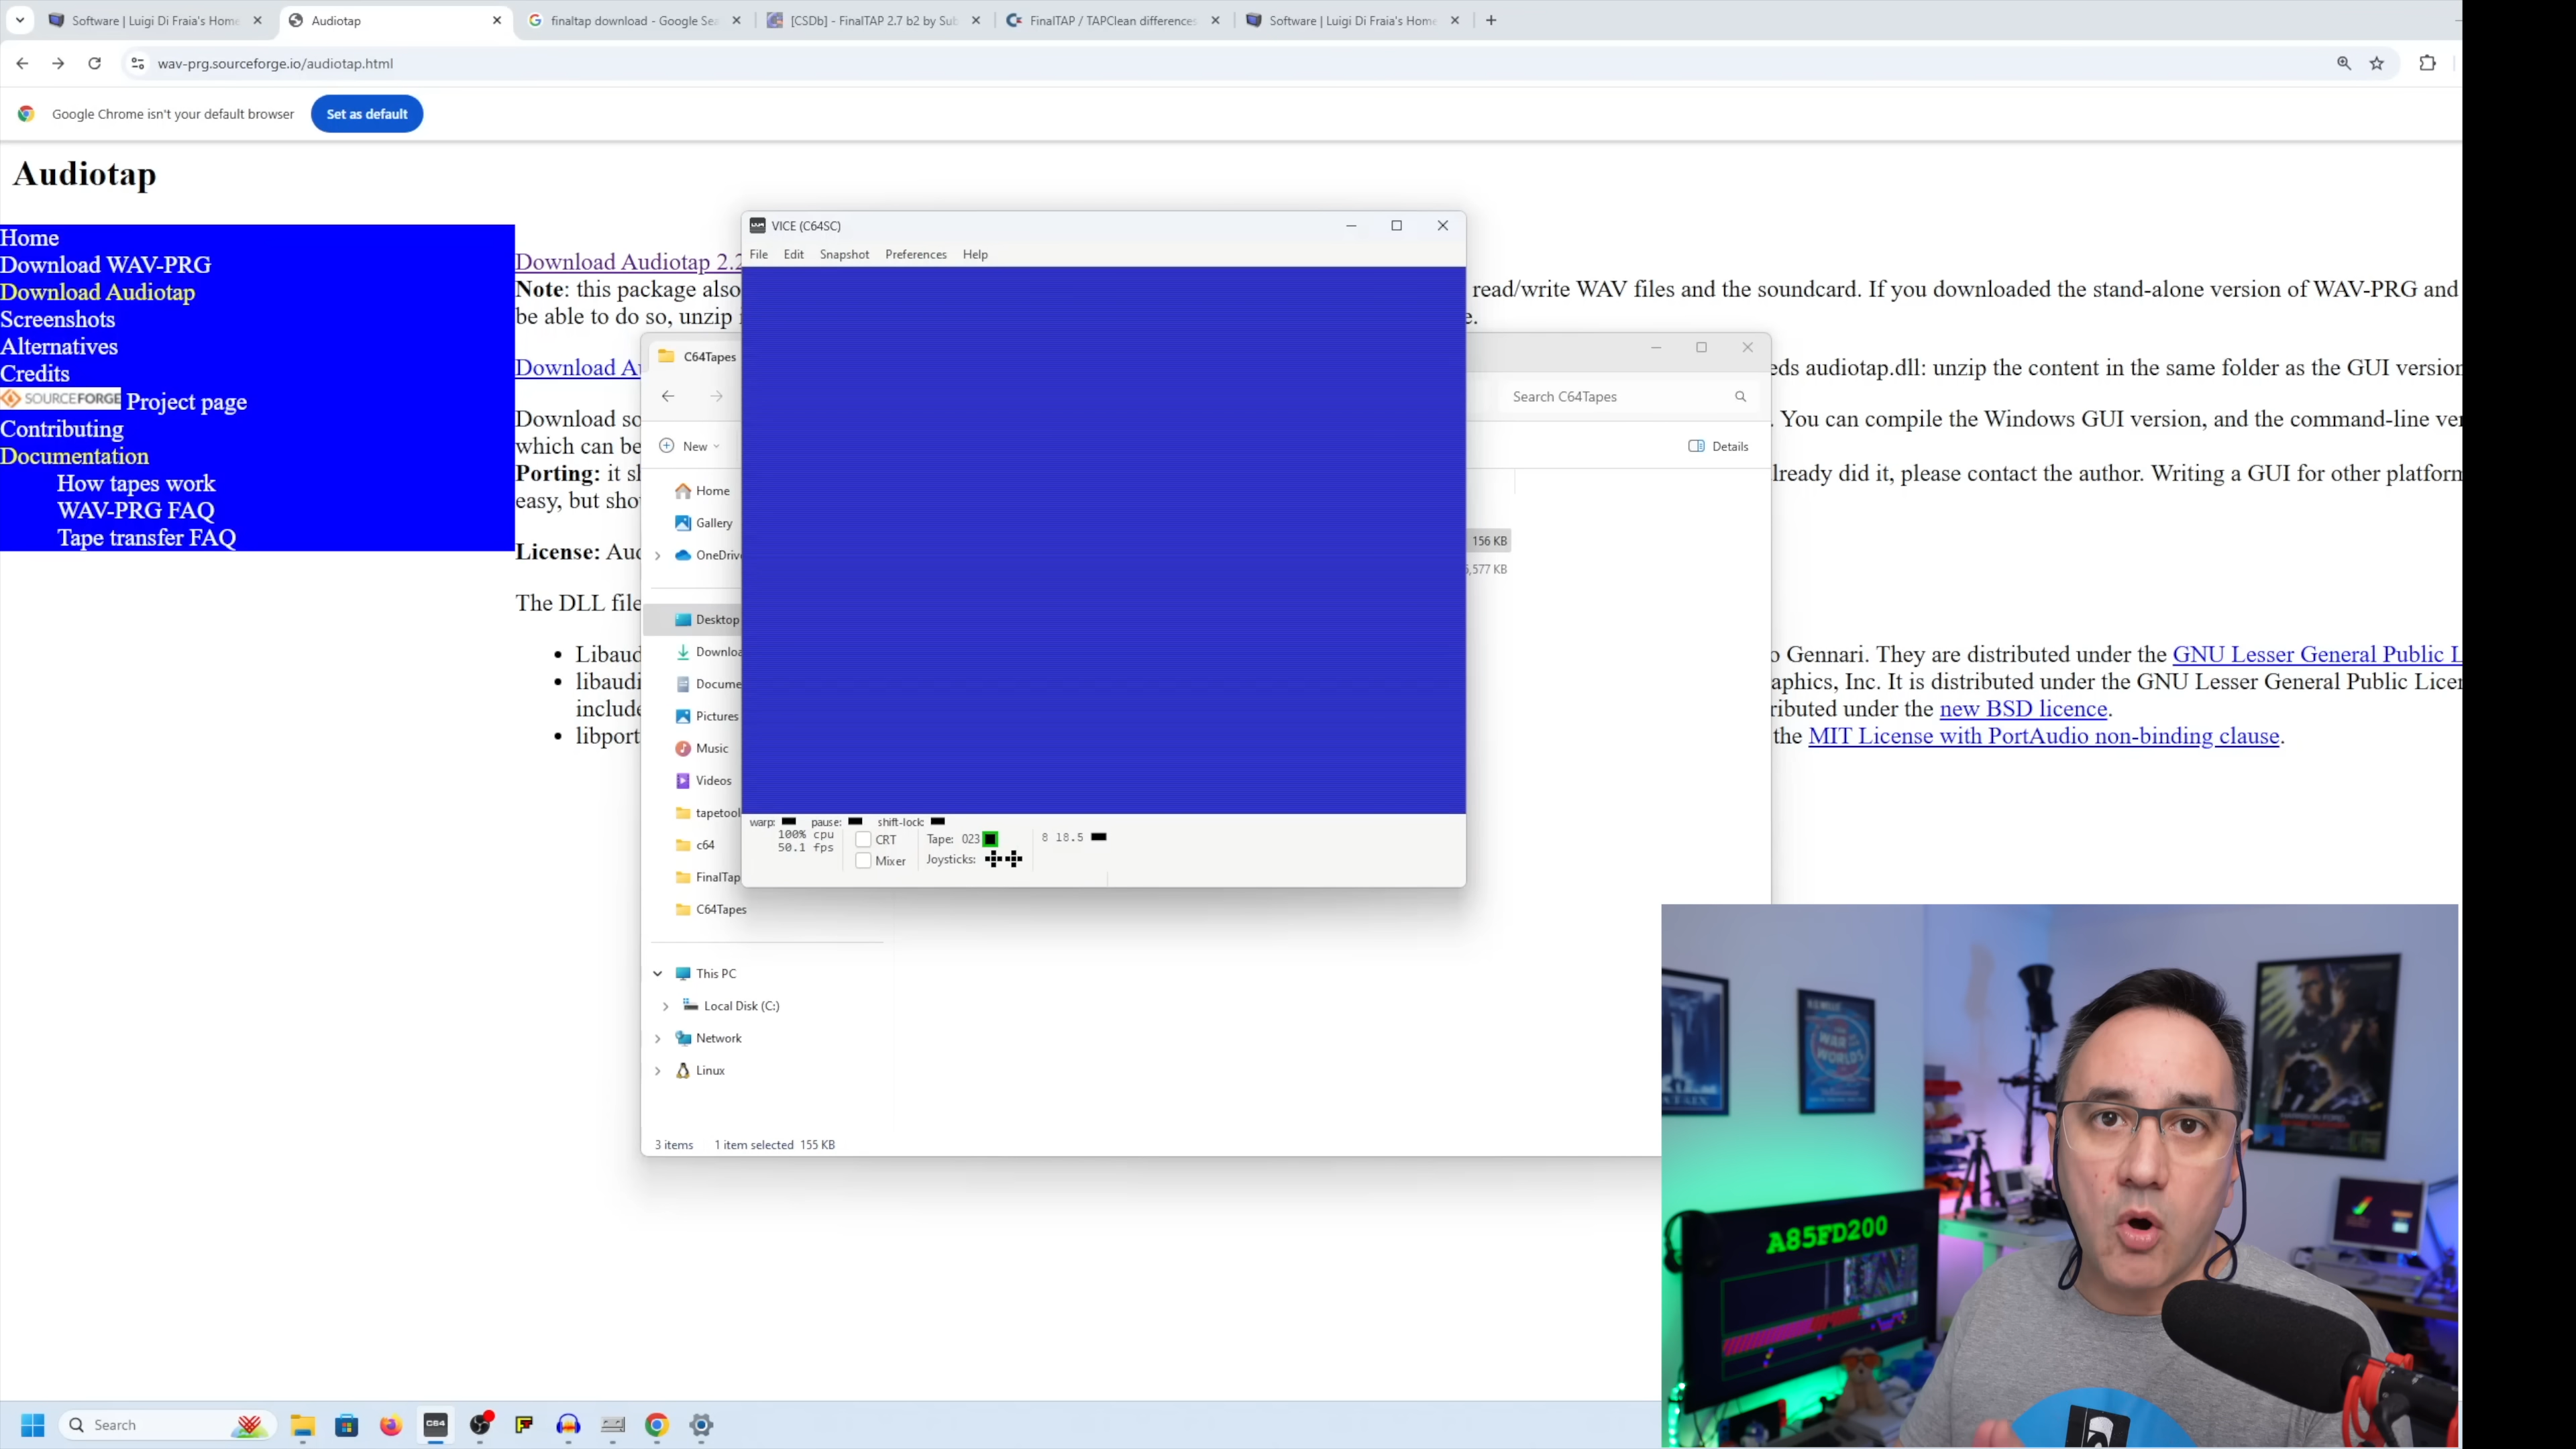 Software | Luigi Di Fraia's Home
Audiotap
finaltap download - Google Sea
[CSDb] - FinalTAP 2.7 b2 by Sub
FinalTAP / TAPClean differences
Software | Luigi Di Fraia's Home
wav-prg.sourceforge.io/audiotap.html
Google Chrome isn't your default browser
Set as default
Audiotap
Home
Download WAV-PRG
Download Audiotap
Screenshots
Alternatives
Credits
SOURCEFORGE Project page
Contributing
Documentation
How tapes work
WAV-PRG FAQ
Tape transfer FAQ
Download Audiotap 2.2
Note: this package also
read/write WAV files and the soundcard. If you downloaded the stand-alone version of WAV-PRG and
be able to do so, unzip
e.
Download Au
eds audiotap.dll: unzip the content in the same folder as the GUI version
Download so
. You can compile the Windows GUI version, and the command-line ver
which can be
Porting: it sh
lready did it, please contact the author. Writing a GUI for other platform
easy, but sho
License: Aud
The DLL file
Libaud
o Gennari. They are distributed under the GNU Lesser General Public L
libaudi
aphics, Inc. It is distributed under the GNU Lesser General Public Licen
include
ributed under the new BSD licence.
libport
the MIT License with PortAudio non-binding clause.
VICE (C64SC)
File Edit Snapshot Preferences Help
warp: pause: shift-lock:
100% cpu
50.1 fps
CRT
Mixer
Tape: 023
Joysticks:
8 18.5
C64Tapes
Search C64Tapes
New
Details
Home
Gallery
OneDriv
156 KB
,577 KB
Desktop
Downloa
Docume
Pictures
Music
Videos
tapetool
c64
FinalTap
C64Tapes
This PC
Local Disk (C:)
Network
Linux
3 items 1 item selected 155 KB
WAR
WORLDS
A85FD200
Search
C64